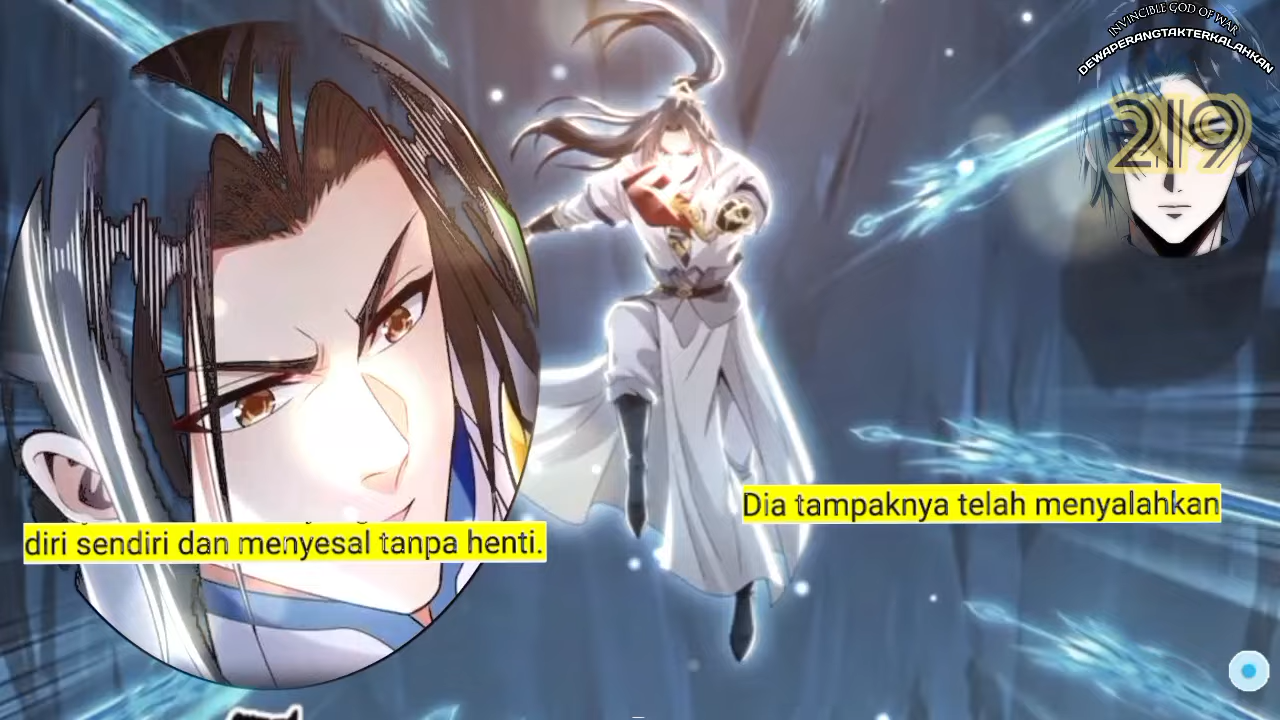 INVINCIBLE GOD OF WAR
DEWAPERANGTAKTERKALAHKAN
219
Dia tampaknya telah menyalahkan
diri sendiri dan menyesal tanpa henti.